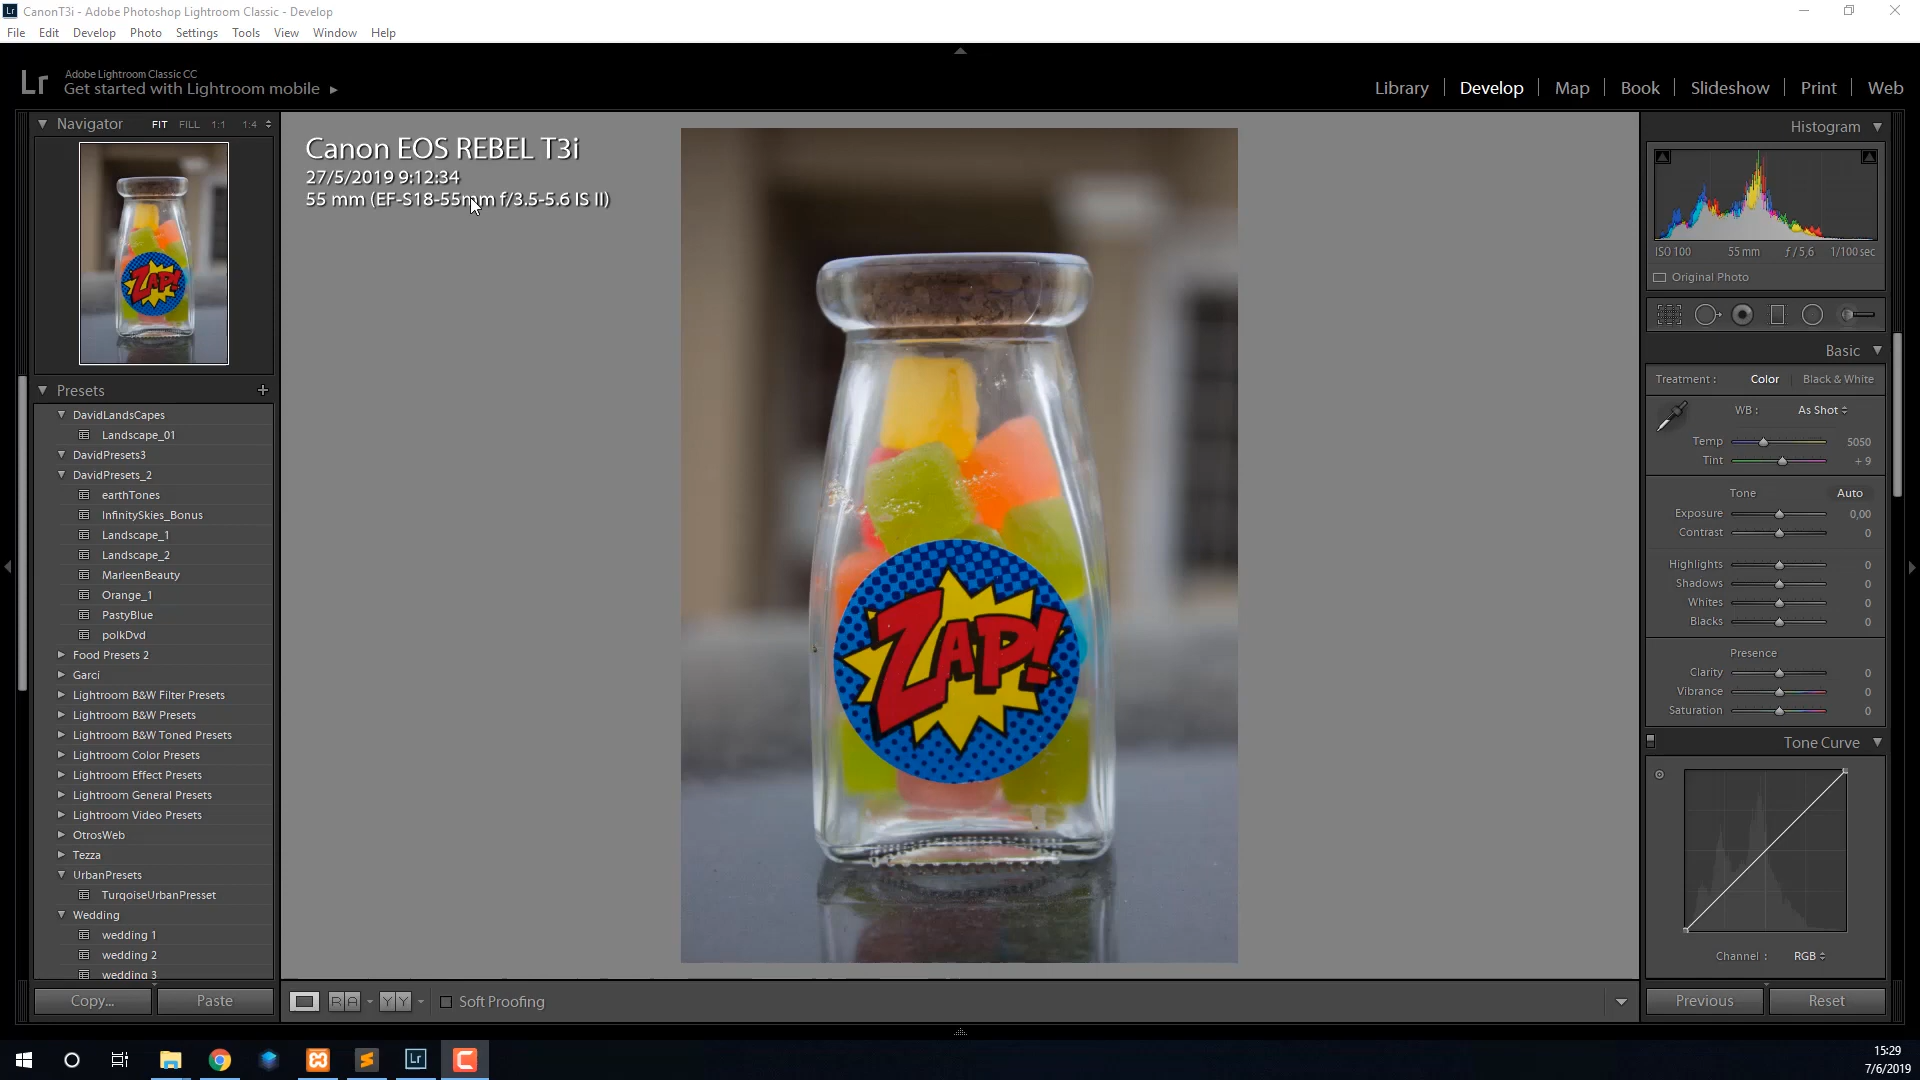 CanonT3i - Adobe Photoshop Lightroom Classic - Develop
File Edit Develop Photo Settings Tools View Window Help
Lr
Adobe Lightroom Classic CC
Get started with Lightroom mobile
Library Develop Map Book Slideshow Print Web
Navigator FIT FILL 1:1 1:4
Canon EOS REBEL T3i
27/5/2019 9:12:34
55 mm (EF-S18-55mm f/3.5-5.6 IS II)
ZAP!
Presets +
DavidLandsCapes
Landscape_01
DavidPresets3
DavidPresets_2
earthTones
InfinitySkies_Bonus
Landscape_1
Landscape_2
MarleenBeauty
Orange_1
PastyBlue
polkDvd
Food Presets 2
Garci
Lightroom B&W Filter Presets
Lightroom B&W Presets
Lightroom B&W Toned Presets
Lightroom Color Presets
Lightroom Effect Presets
Lightroom General Presets
Lightroom Video Presets
OtrosWeb
Tezza
UrbanPresets
TurqoiseUrbanPresset
Wedding
wedding 1
wedding 2
wedding 3
Copy... Paste
ZAP!
RA YY Soft Proofing
Histogram
ISO 100 55 mm ƒ / 5,6 1/100 sec
Original Photo
Basic
Treatment : Color Black & White
WB : As Shot
Temp 5050
Tint + 9
Tone Auto
Exposure 0,00
Contrast 0
Highlights 0
Shadows 0
Whites 0
Blacks 0
Presence
Clarity 0
Vibrance 0
Saturation 0
Tone Curve
Channel : RGB
Previous Reset
Lr
15:29
7/6/2019